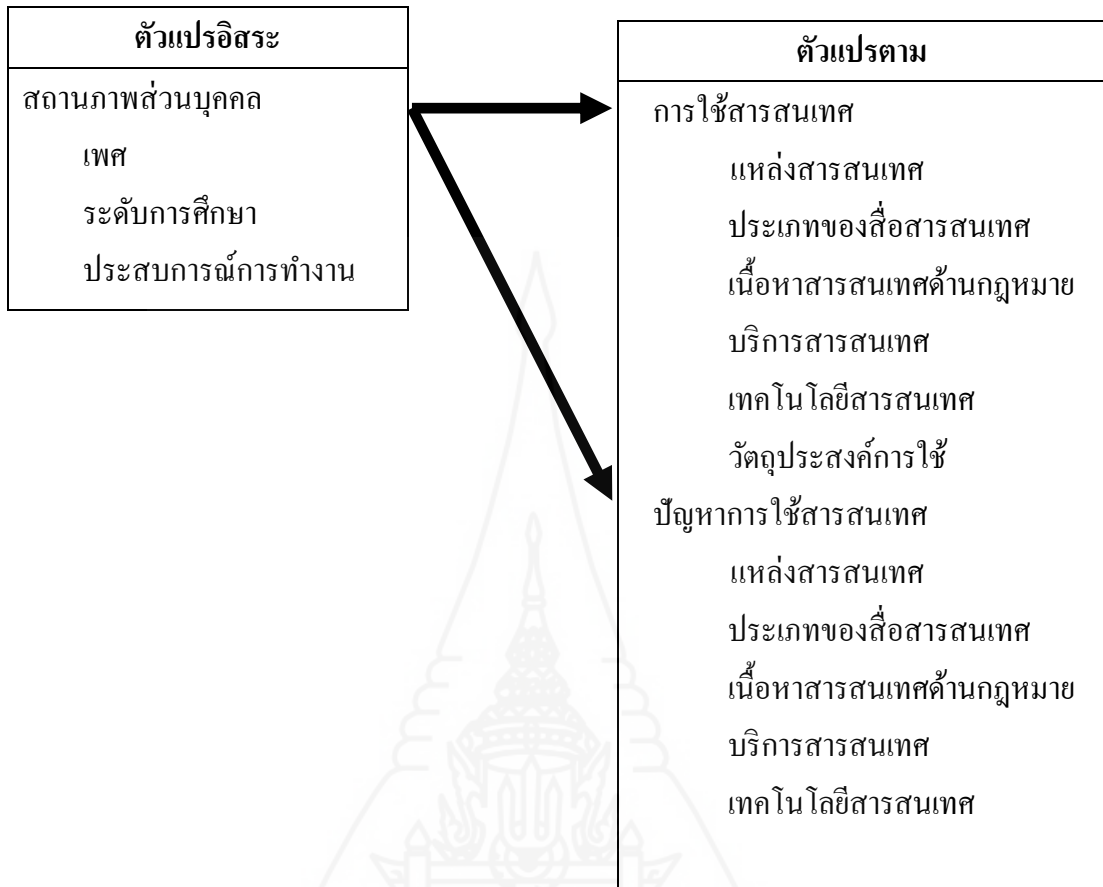 ตัวแปรอิสระ
สถานภาพส่วนบุคคล
เพศ
ระดับการศึกษา
ประสบการณ์การทำงาน
ตัวแปรตาม
การใช้สารสนเทศ
แหล่งสารสนเทศ
ประเภทของสื่อสารสนเทศ
เนื้อหาสารสนเทศด้านกฎหมาย
บริการสารสนเทศ
เทคโนโลยีสารสนเทศ
วัตถุประสงค์การใช้
ปัญหาการใช้สารสนเทศ
แหล่งสารสนเทศ
ประเภทของสื่อสารสนเทศ
เนื้อหาสารสนเทศด้านกฎหมาย
บริการสารสนเทศ
เทคโนโลยีสารสนเทศ